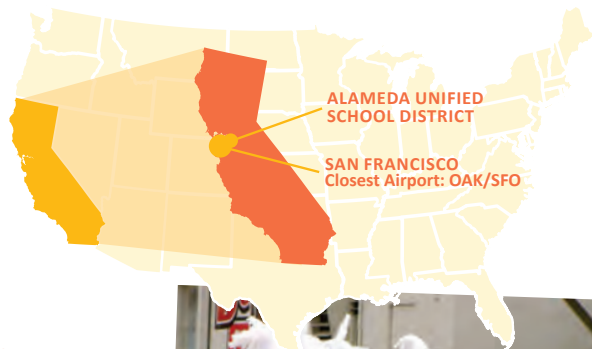 ALAMEDA UNIFIED
SCHOOL DISTRICT
SAN FRANCISCO
Closest Airport: OAK/SFO